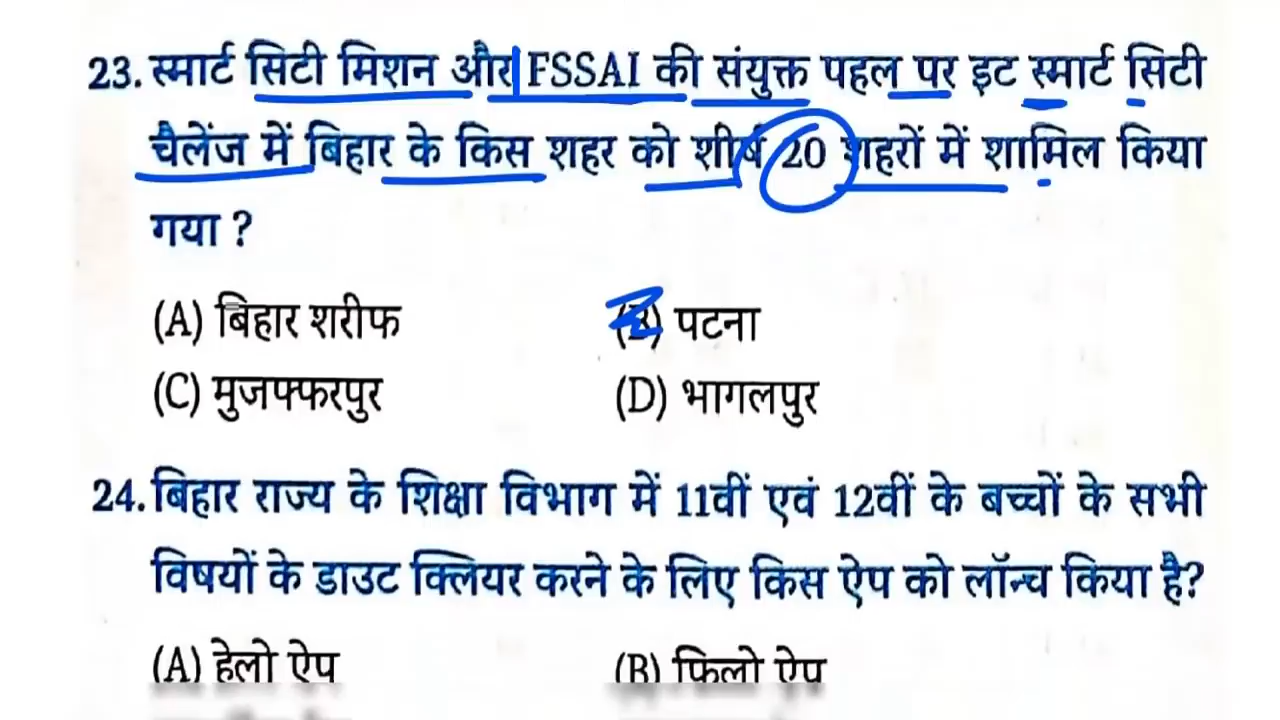 23. स्मार्ट सिटी मिशन और FSSAI की संयुक्त पहल पर इट स्मार्ट सिटी
चैलेंज में बिहार के किस शहर को शीर्ष 20 शहरों में शामिल किया
गया ?
(A) बिहार शरीफ (B) पटना
(C) मुजफ्फरपुर (D) भागलपुर
24. बिहार राज्य के शिक्षा विभाग में 11वीं एवं 12वीं के बच्चों के सभी
विषयों के डाउट क्लियर करने के लिए किस ऐप को लॉन्च किया है?
(A) हेलो ऐप (B) फिलो ऐप